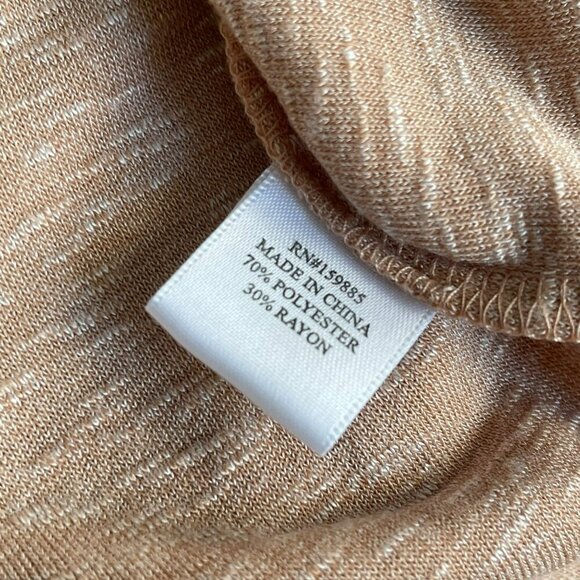 RN#159885
MADE IN CHINA
70% POLYESTER
30% RAYON